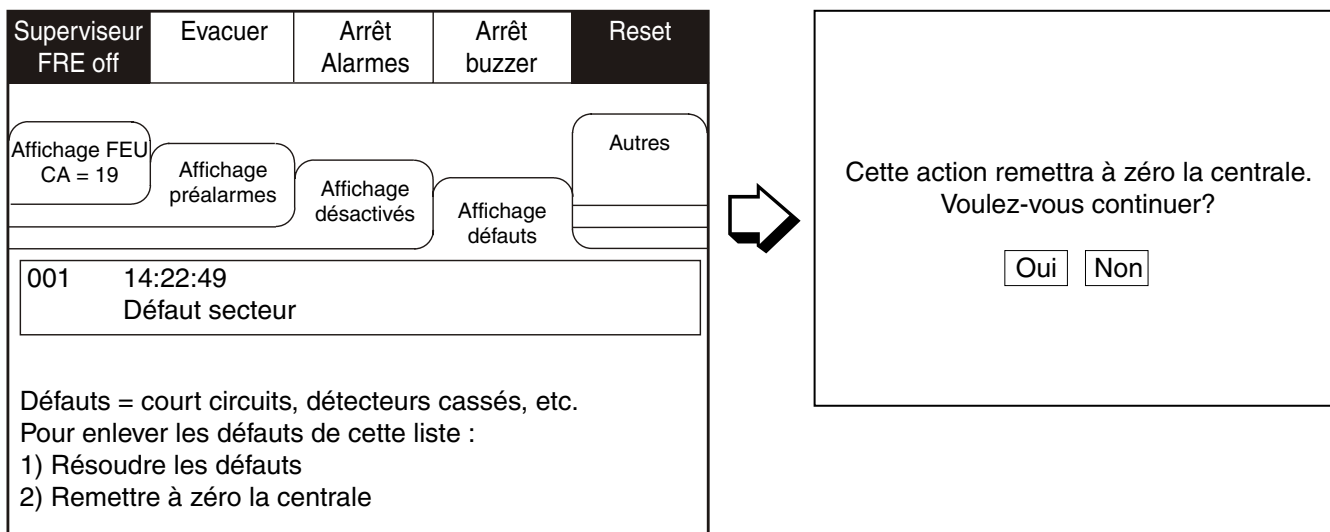 Superviseur
FRE off
Evacuer
Arrêt
Alarmes
Arrêt
buzzer
Reset
Affichage FEU
CA = 19
Affichage
préalarmes
Affichage
désactivés
Affichage
défauts
Autres
001 14:22:49
Défaut secteur
Défauts = court circuits, détecteurs cassés, etc.
Pour enlever les défauts de cette liste :
1) Résoudre les défauts
2) Remettre à zéro la centrale
Cette action remettra à zéro la centrale.
Voulez-vous continuer?
Oui Non